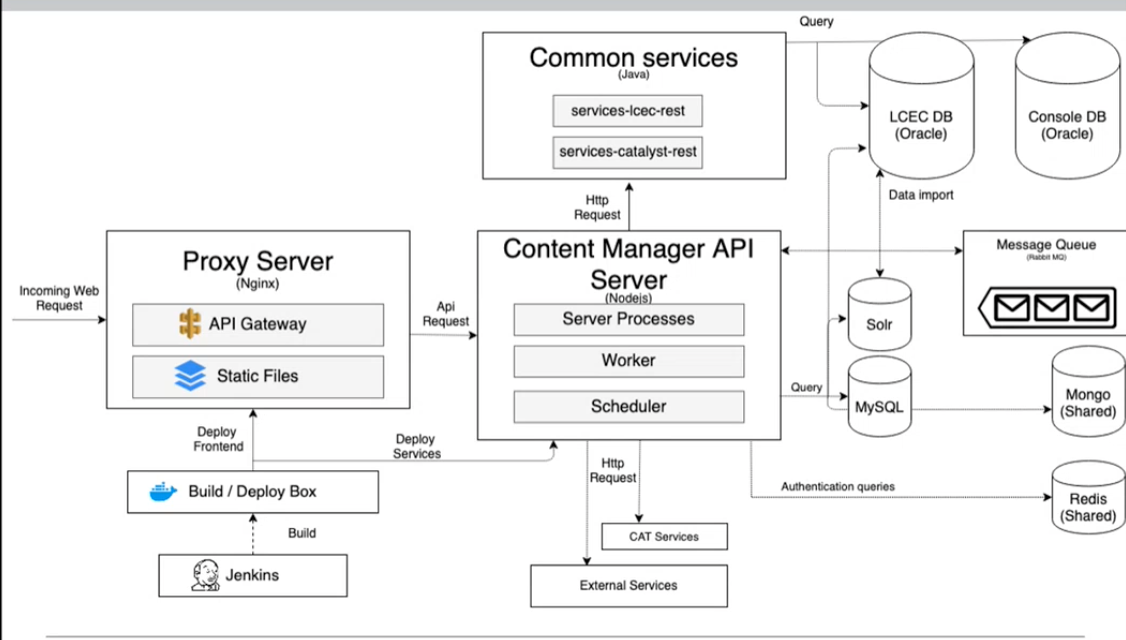 Query
Common services
(Java)
services-lcec-rest
services-catalyst-rest
LCEC DB
(Oracle)
Console DB
(Oracle)
Data import
Http
Request
Incoming Web
Request
Proxy Server
(Nginx)
API Gateway
Static Files
Api
Request
Content Manager API
Server
(Nodejs)
Server Processes
Worker
Scheduler
Message Queue
(Rabbit MQ)
Solr
Query
MySQL
Mongo
(Shared)
Deploy
Frontend
Deploy
Services
Http
Request
Authentication queries
Redis
(Shared)
Build / Deploy Box
Build
Jenkins
CAT Services
External Services